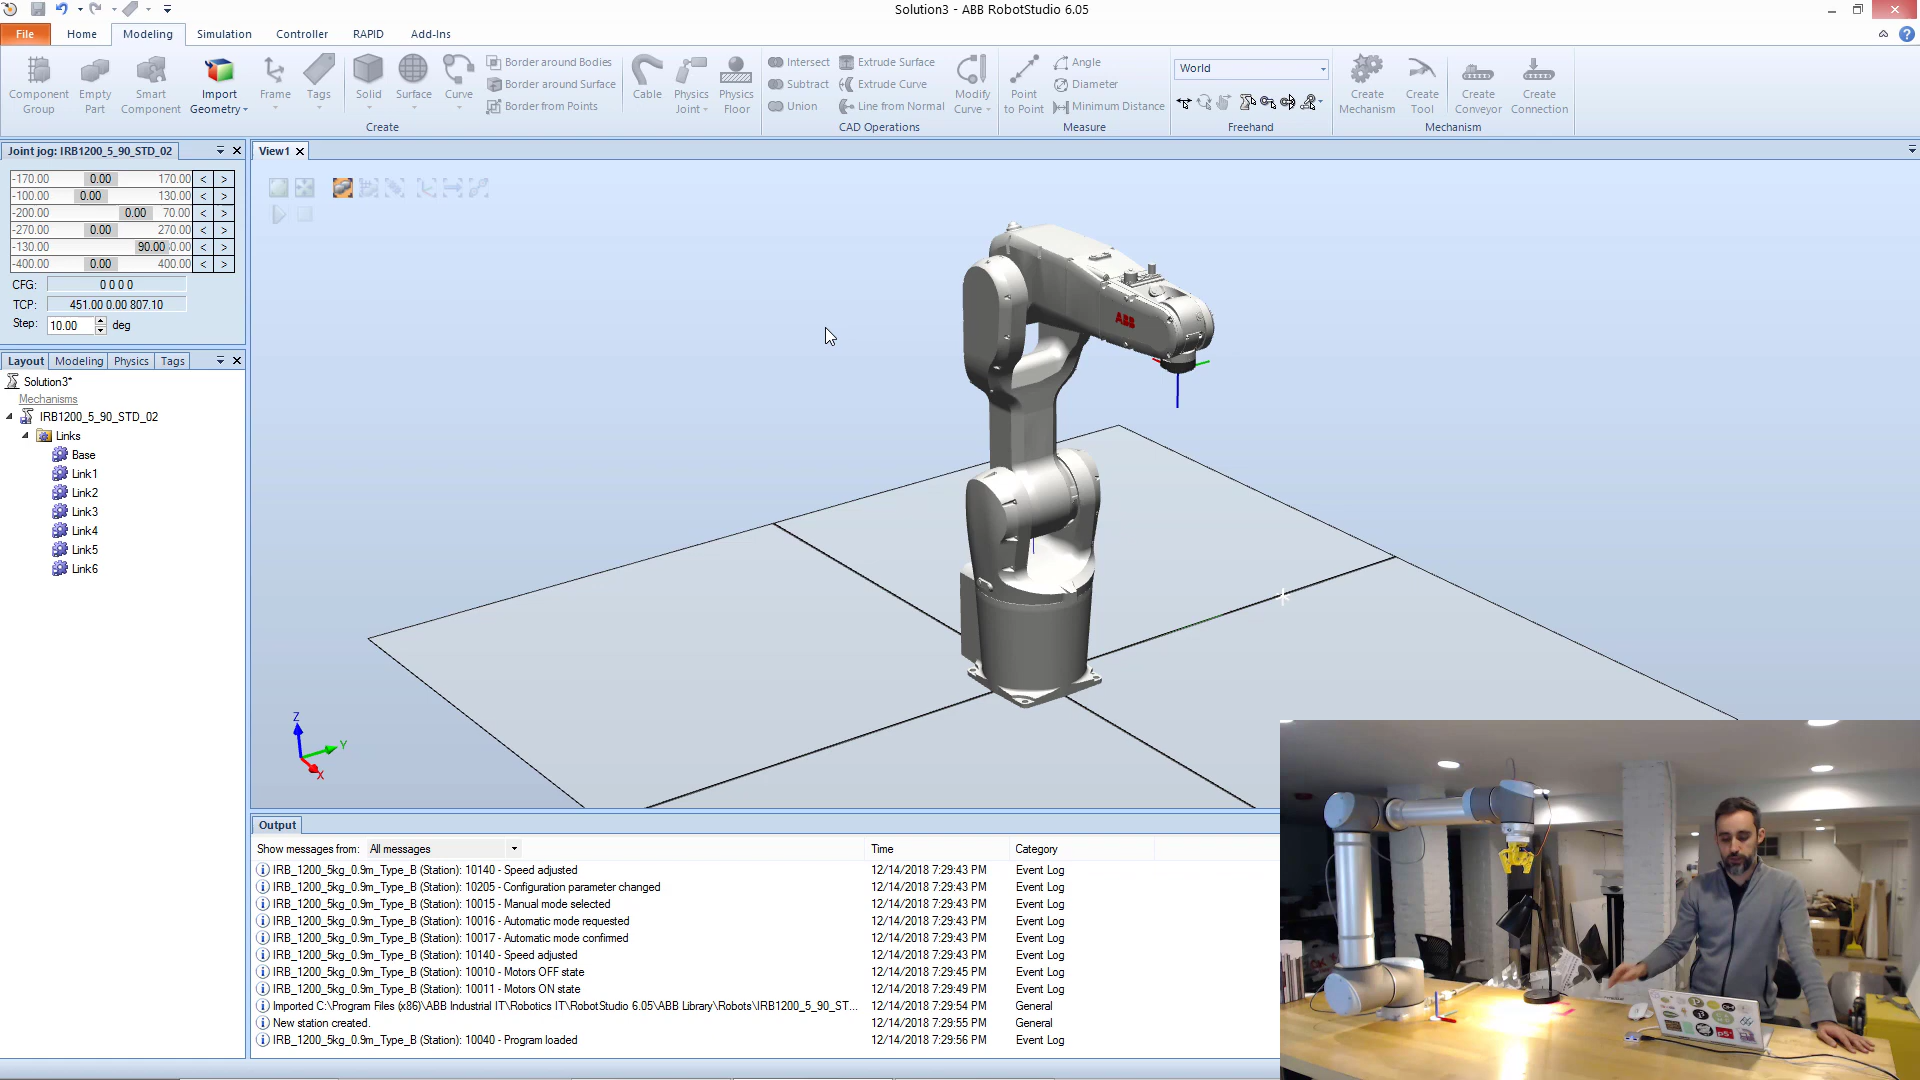 Solution3 - ABB RobotStudio 6.05
File Home Modeling Simulation Controller RAPID Add-Ins
Component Group
Empty Part
Smart Component
Import Geometry
Frame
Tags
Solid
Surface
Curve
Border around Bodies
Border around Surface
Border from Points
Create
Cable
Physics Joint
Physics Floor
Intersect
Subtract
Union
Extrude Surface
Extrude Curve
Line from Normal
Modify Curve
CAD Operations
Point to Point
Angle
Diameter
Minimum Distance
Measure
World
Freehand
Create Mechanism
Create Tool
Create Conveyor
Create Connection
Mechanism
Joint jog: IRB1200_5_90_STD_02
-170.00 0.00 170.00 < >
-100.00 0.00 130.00 < >
-200.00 0.00 70.00 < >
-270.00 0.00 270.00 < >
-130.00 90.00 0.00 < >
-400.00 0.00 400.00 < >
CFG: 0 0 0 0
TCP: 451.00 0.00 807.10
Step: 10.00 deg
Layout Modeling Physics Tags
Solution3*
Mechanisms
IRB1200_5_90_STD_02
Links
Base
Link1
Link2
Link3
Link4
Link5
Link6
View1
ABB
Z
Y
X
Output
Show messages from: All messages Time Category
IRB_1200_5kg_0.9m_Type_B (Station): 10140 - Speed adjusted 12/14/2018 7:29:43 PM Event Log
IRB_1200_5kg_0.9m_Type_B (Station): 10205 - Configuration parameter changed 12/14/2018 7:29:43 PM Event Log
IRB_1200_5kg_0.9m_Type_B (Station): 10015 - Manual mode selected 12/14/2018 7:29:43 PM Event Log
IRB_1200_5kg_0.9m_Type_B (Station): 10016 - Automatic mode requested 12/14/2018 7:29:43 PM Event Log
IRB_1200_5kg_0.9m_Type_B (Station): 10017 - Automatic mode confirmed 12/14/2018 7:29:43 PM Event Log
IRB_1200_5kg_0.9m_Type_B (Station): 10140 - Speed adjusted 12/14/2018 7:29:43 PM Event Log
IRB_1200_5kg_0.9m_Type_B (Station): 10010 - Motors OFF state 12/14/2018 7:29:45 PM Event Log
IRB_1200_5kg_0.9m_Type_B (Station): 10011 - Motors ON state 12/14/2018 7:29:49 PM Event Log
Imported C:\Program Files (x86)\ABB Industrial IT\Robotics IT\RobotStudio 6.05\ABB Library\Robots\IRB1200_5_90_ST... 12/14/2018 7:29:54 PM General
New station created. 12/14/2018 7:29:55 PM General
IRB_1200_5kg_0.9m_Type_B (Station): 10040 - Program loaded 12/14/2018 7:29:56 PM Event Log